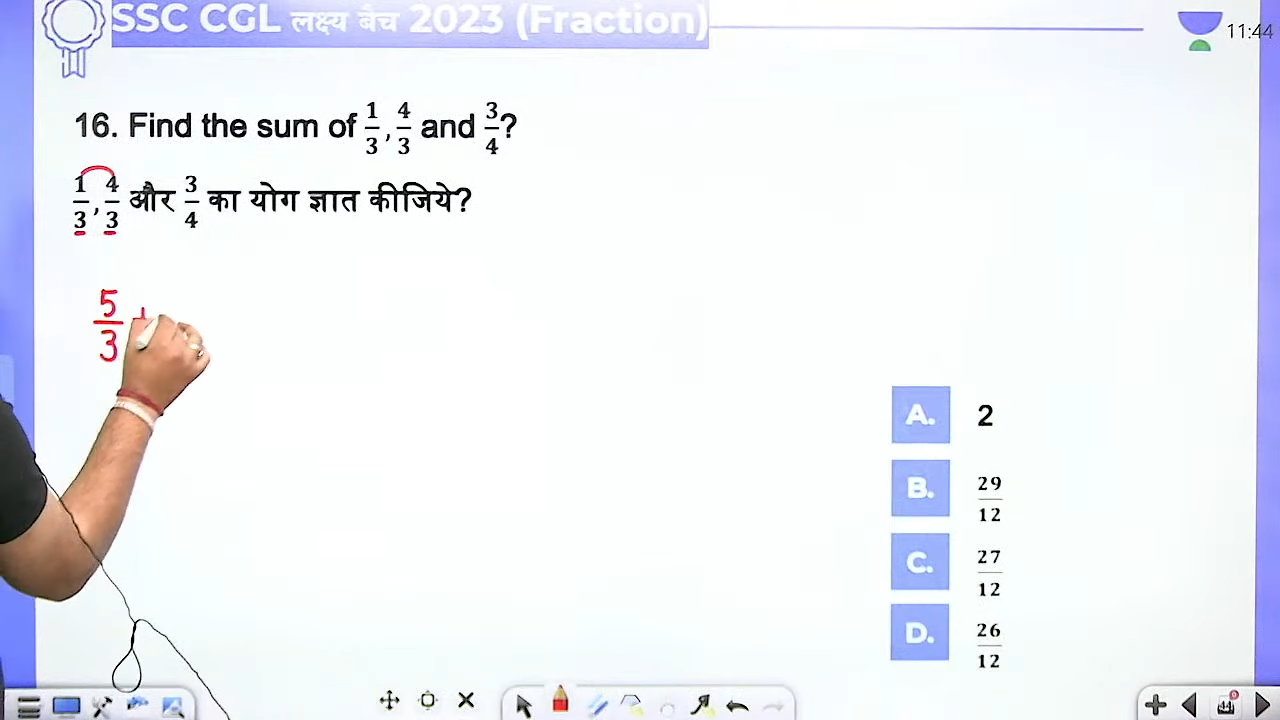 SSC CGL लक्ष्य बैच 2023 (Fraction)
11:44
16. Find the sum of 1/3, 4/3 and 3/4?
1/3, 4/3 और 3/4 का योग ज्ञात कीजिये?
5/3 +
A. 2
B. 29/12
C. 27/12
D. 26/12
44